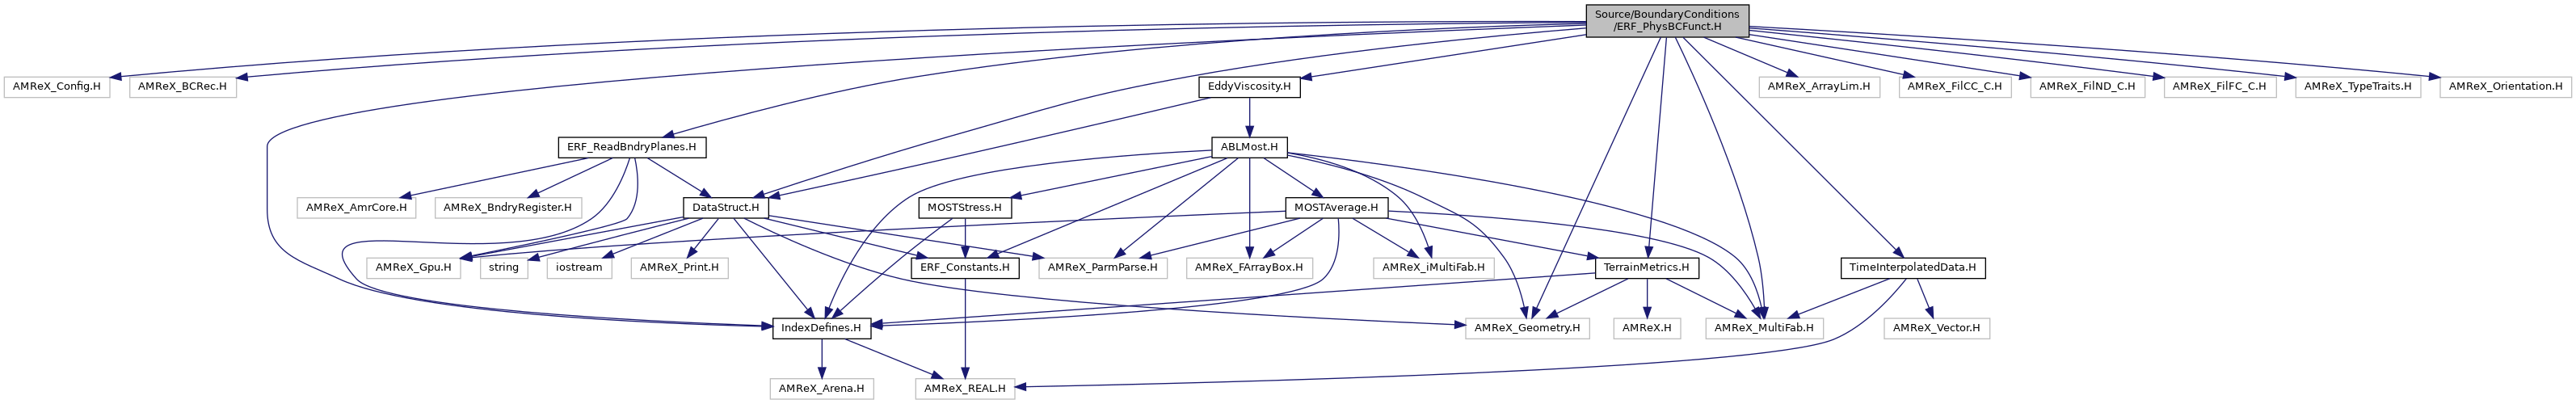 Source/BoundaryConditions
/ERF_PhysBCFunct.H
AMReX_Config.H
AMReX_BCRec.H
EddyViscosity.H
AMReX_ArrayLim.H
AMReX_FilCC_C.H
AMReX_FilND_C.H
AMReX_FilFC_C.H
AMReX_TypeTraits.H
AMReX_Orientation.H
ERF_ReadBndryPlanes.H
ABLMost.H
AMReX_AmrCore.H
AMReX_BndryRegister.H
DataStruct.H
MOSTStress.H
MOSTAverage.H
AMReX_Gpu.H
string
iostream
AMReX_Print.H
ERF_Constants.H
AMReX_ParmParse.H
AMReX_FArrayBox.H
AMReX_iMultiFab.H
TerrainMetrics.H
TimeInterpolatedData.H
IndexDefines.H
AMReX_Geometry.H
AMReX.H
AMReX_MultiFab.H
AMReX_Vector.H
AMReX_Arena.H
AMReX_REAL.H